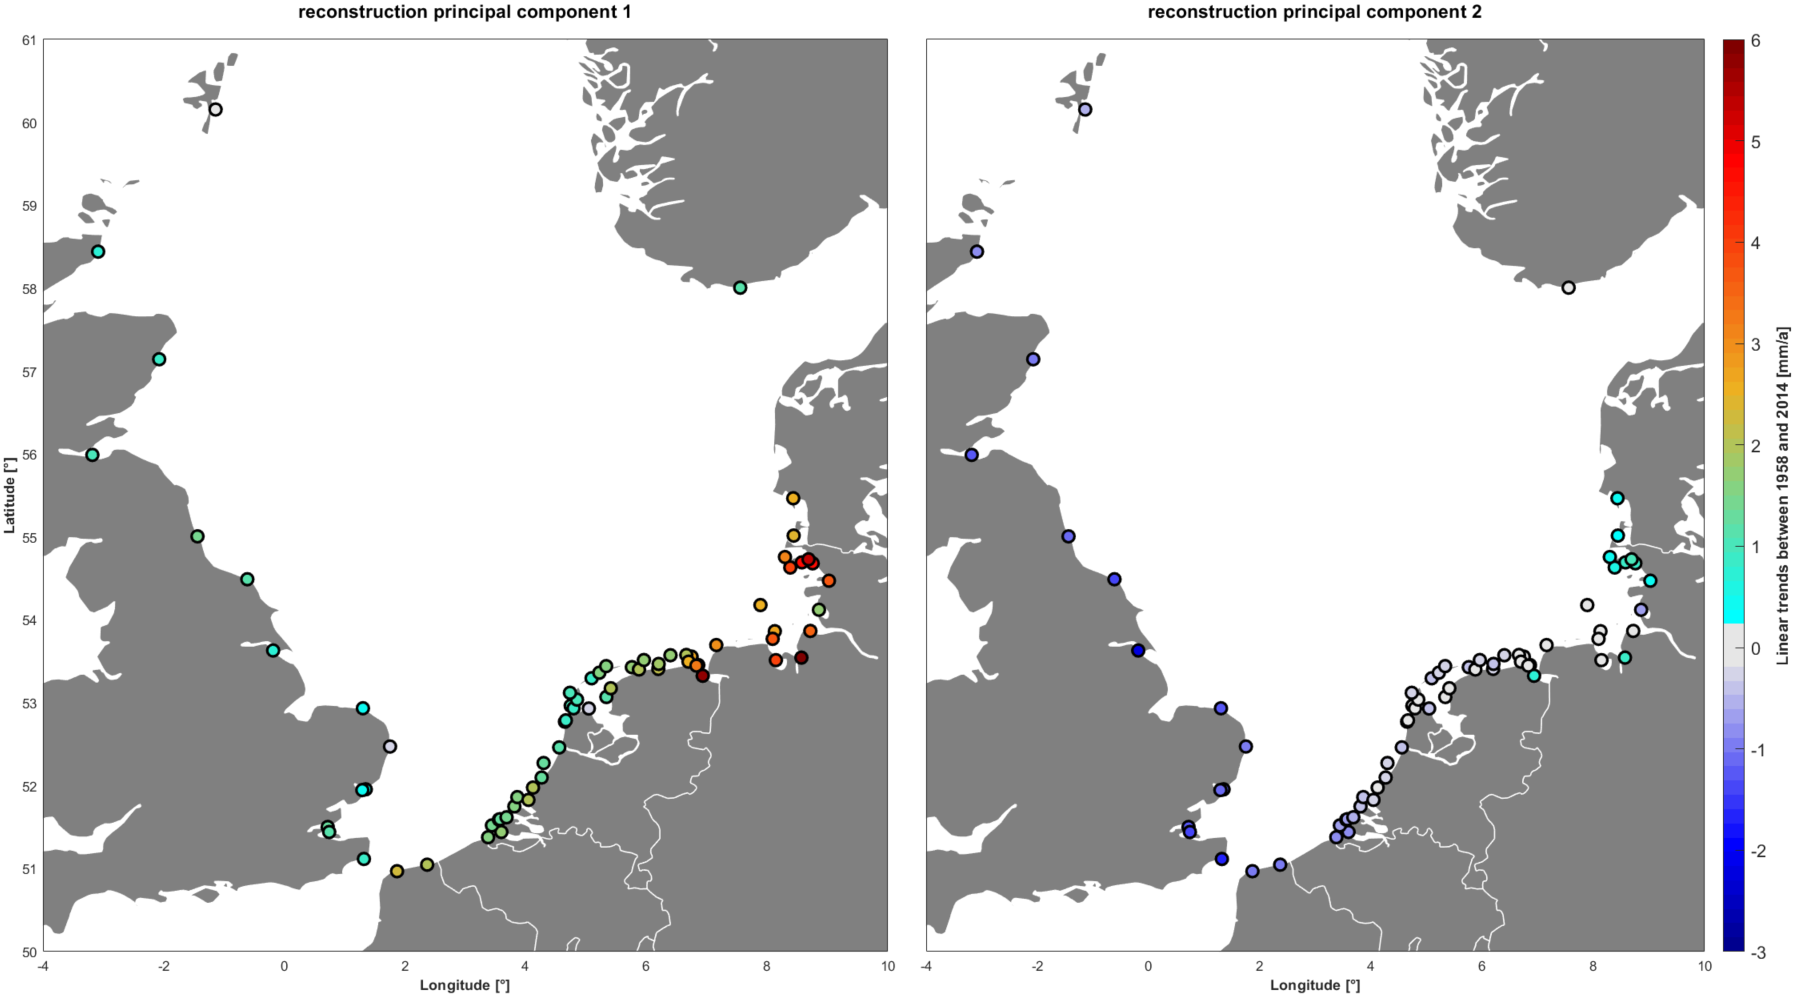 reconstruction principal component 1
reconstruction principal component 2
61
60
59
58
57
56
55
54
53
52
51
50
Latitude [°]
-4 -2 0 2 4 6 8 10
Longitude [°]
-4 -2 0 2 4 6 8 10
Longitude [°]
6
5
4
3
2
1
0
-1
-2
-3
Linear trends between 1958 and 2014 [mm/a]